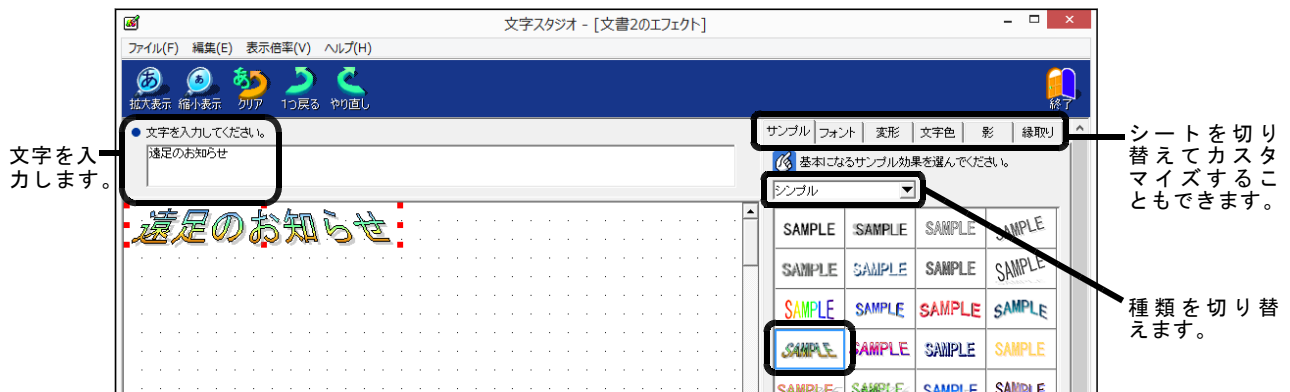 文字スタジオ - [文書2のエフェクト]
ファイル(F) 編集(E) 表示倍率(V) ヘルプ(H)
拡大表示 縮小表示 クリア 1つ戻る やり直し 終了
文字を入力してください。
遠足のお知らせ
サンプル フォント 変形 文字色 影 縁取り
基本になるサンプル効果を選んでください。
シンプル
遠足のお知らせ
SAMPLE SAMPLE SAMPLE SAMPLE
SAMPLE SAMPLE SAMPLE SAMPLE
SAMPLE SAMPLE SAMPLE SAMPLE
SAMPLE SAMPLE SAMPLE SAMPLE
SAMPLE SAMPLE SAMPLE SAMPLE
文字を入
力します。
シートを切り
替えてカスタ
マイズするこ
ともできます。
種類を切り替
えます。